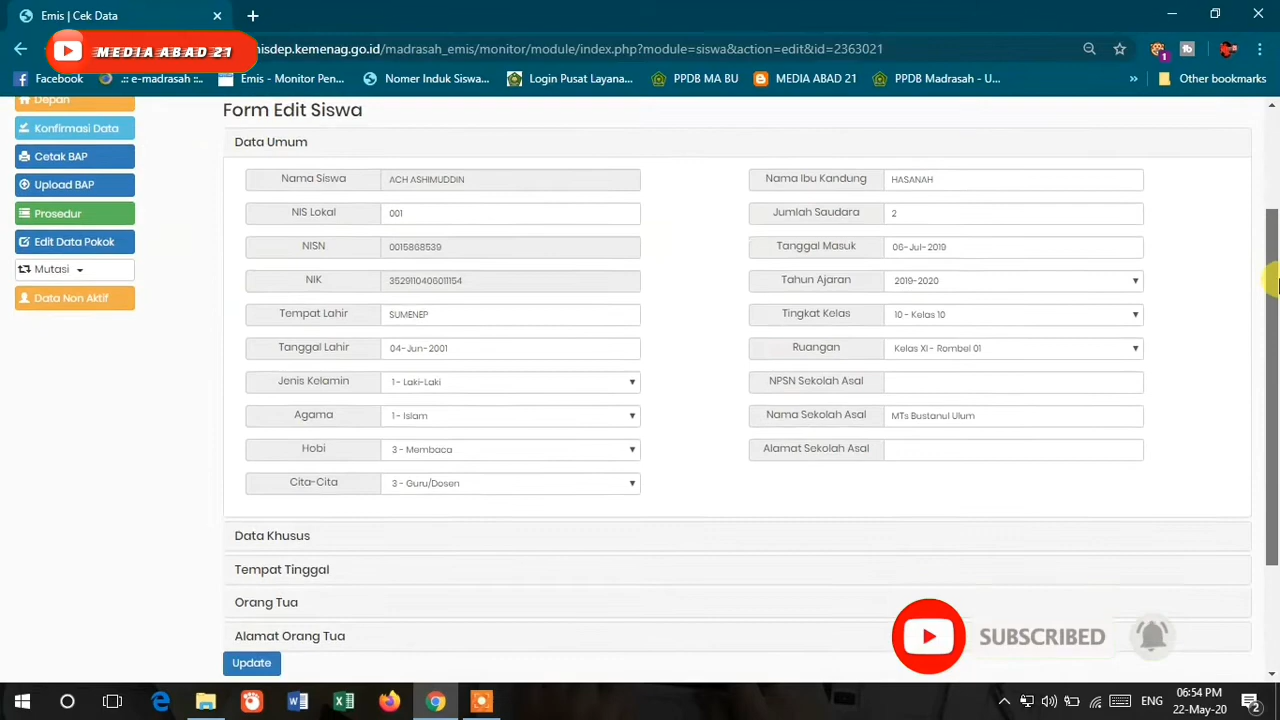 Emis | Cek Data
MEDIA ABAD 21
isdep.kemenag.go.id/madrasah_emis/monitor/module/index.php?module=siswa&action=edit&id=2363021
Facebook
.:: e-madrasah ::..
Emis - Monitor Pen...
Nomer Induk Siswa...
Login Pusat Layana...
PPDB MA BU
MEDIA ABAD 21
PPDB Madrasah - U...
»
Other bookmarks
Depan
Konfirmasi Data
Cetak BAP
Upload BAP
Prosedur
Edit Data Pokok
Mutasi
Data Non Aktif
Form Edit Siswa
Data Umum
Nama Siswa ACH ASHIMUDDIN
NIS Lokal 001
NISN 0015868539
NIK 3529110406011154
Tempat Lahir SUMENEP
Tanggal Lahir 04-Jun-2001
Jenis Kelamin 1 - Laki-Laki
Agama 1 - Islam
Hobi 3 - Membaca
Cita-Cita 3 - Guru/Dosen
Nama Ibu Kandung HASANAH
Jumlah Saudara 2
Tanggal Masuk 06-Jul-2019
Tahun Ajaran 2019-2020
Tingkat Kelas 10 - Kelas 10
Ruangan Kelas XI - Rombel 01
NPSN Sekolah Asal
Nama Sekolah Asal MTs Bustanul Ulum
Alamat Sekolah Asal
Data Khusus
Tempat Tinggal
Orang Tua
Alamat Orang Tua
Update
SUBSCRIBED
ENG
06:54 PM
22-May-20
2